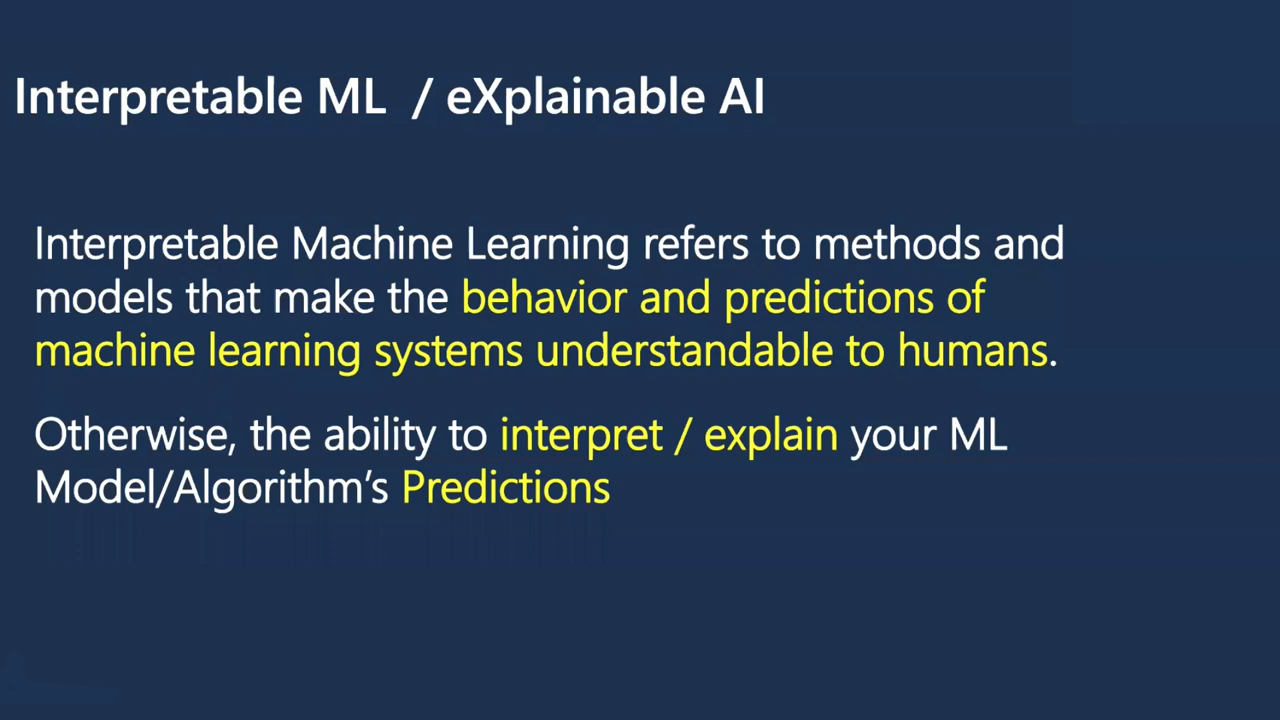 Interpretable ML / eXplainable AI
Interpretable Machine Learning refers to methods and
models that make the behavior and predictions of
machine learning systems understandable to humans.
Otherwise, the ability to interpret / explain your ML
Model/Algorithm’s Predictions